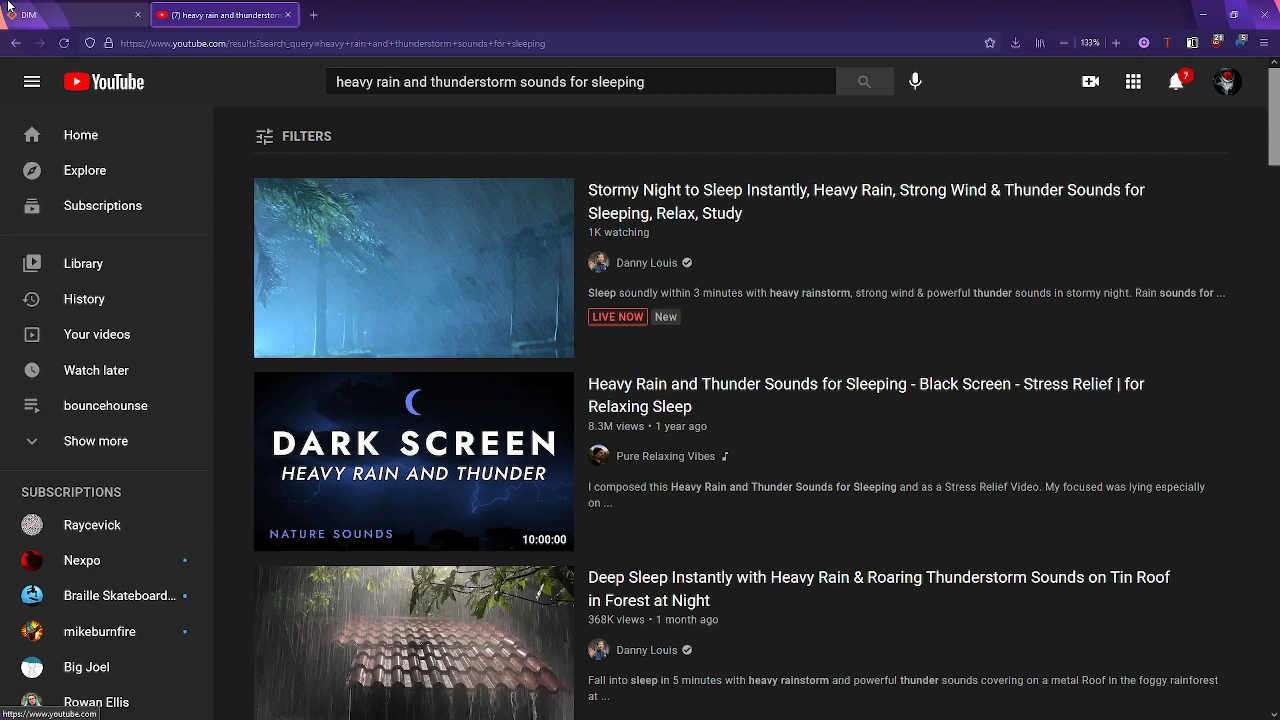 DIM
(7) heavy rain and thunderstorm
https://www.youtube.com/results?search_query=heavy+rain+and+thunderstorm+sounds+for+sleeping
133%
YouTube
heavy rain and thunderstorm sounds for sleeping
7
Home
Explore
Subscriptions
Library
History
Your videos
Watch later
bouncehounse
Show more
SUBSCRIPTIONS
Raycevick
Nexpo
Braille Skateboard...
mikeburnfire
Big Joel
Rowan Ellis
https://www.youtube.com
FILTERS
Stormy Night to Sleep Instantly, Heavy Rain, Strong Wind & Thunder Sounds for
Sleeping, Relax, Study
1K watching
Danny Louis
Sleep soundly within 3 minutes with heavy rainstorm, strong wind & powerful thunder sounds in stormy night. Rain sounds for ...
LIVE NOW New
DARK SCREEN
HEAVY RAIN AND THUNDER
NATURE SOUNDS
10:00:00
Heavy Rain and Thunder Sounds for Sleeping - Black Screen - Stress Relief | for
Relaxing Sleep
8.3M views • 1 year ago
Pure Relaxing Vibes
I composed this Heavy Rain and Thunder Sounds for Sleeping and as a Stress Relief Video. My focused was lying especially
on ...
Deep Sleep Instantly with Heavy Rain & Roaring Thunderstorm Sounds on Tin Roof
in Forest at Night
368K views • 1 month ago
Danny Louis
Fall into sleep in 5 minutes with heavy rainstorm and powerful thunder sounds covering on a metal Roof in the foggy rainforest
at ...